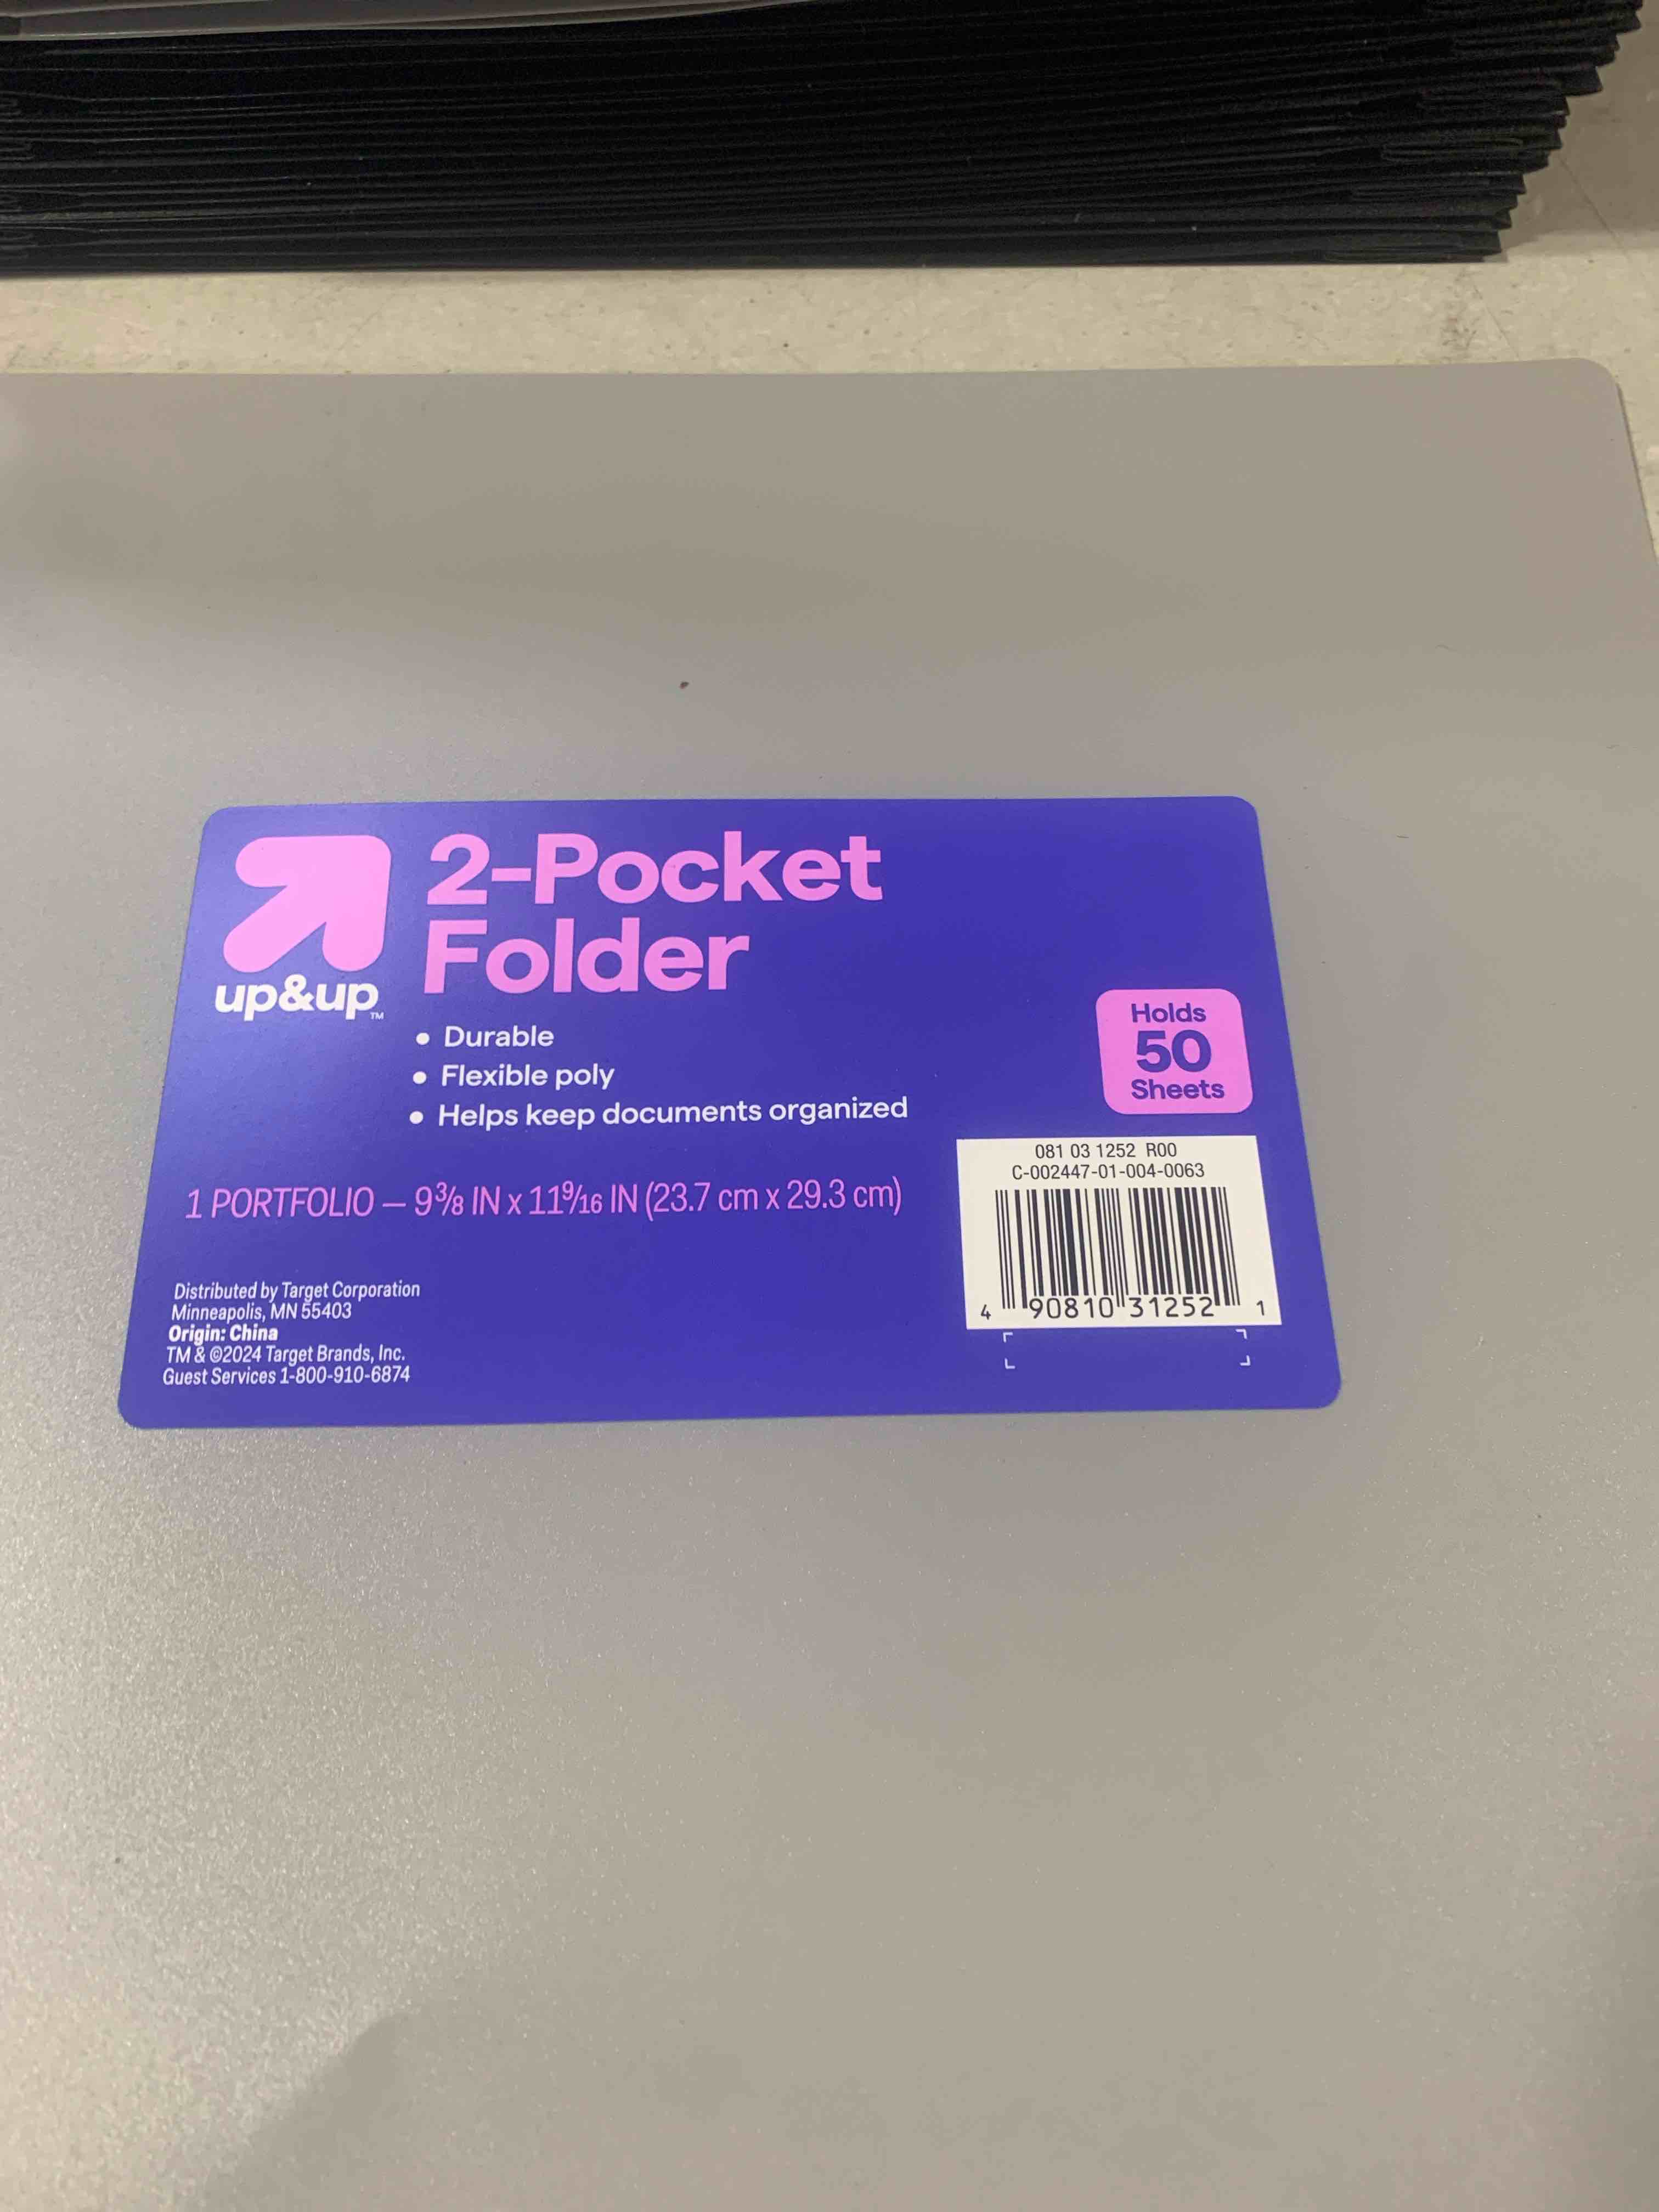 2-Pocket
Folder
up&up™
• Durable
• Flexible poly
• Helps keep documents organized
Holds
50
Sheets
1 PORTFOLIO – 9⅜ IN x 11 9/16 IN (23.7 cm x 29.3 cm)
081 03 1252 R00
C-002447-01-004-0063
4 90810 31252 1
Distributed by Target Corporation
Minneapolis, MN 55403
Origin: China
TM & ©2024 Target Brands, Inc.
Guest Services 1-800-910-6874